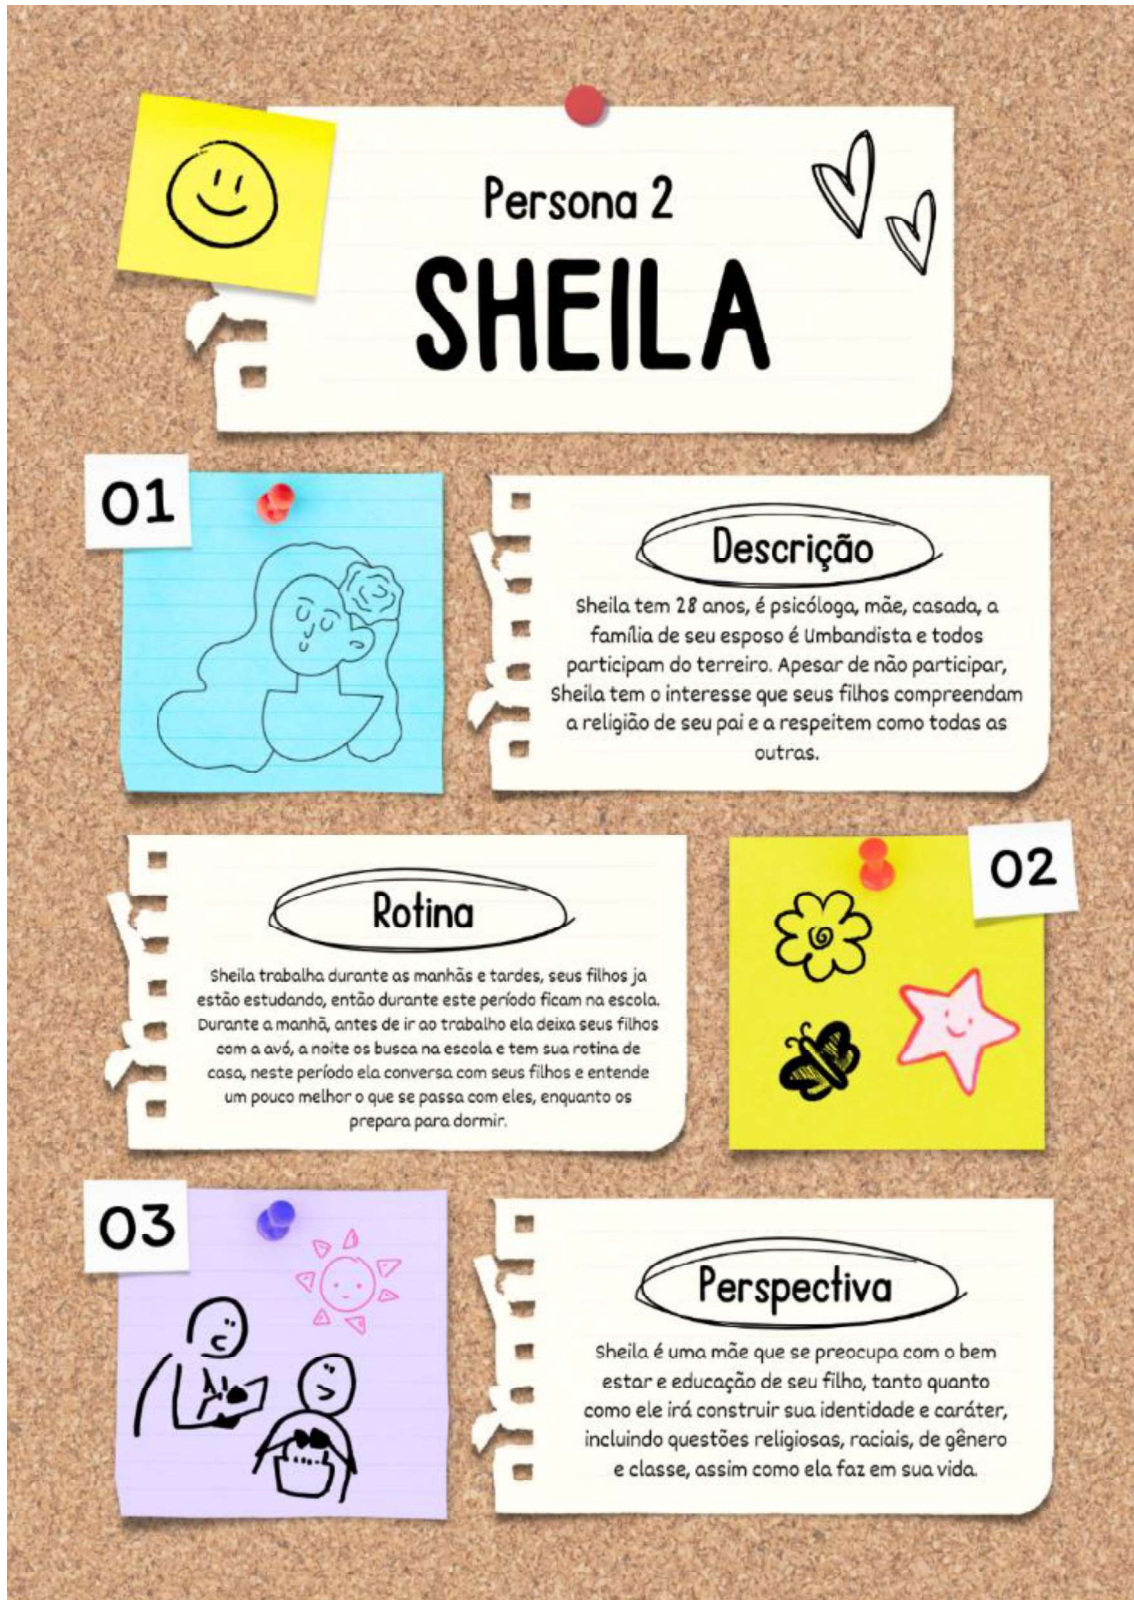 Persona 2
SHEILA
01
Descrição
Sheila tem 28 anos, é psicóloga, mãe, casada, a
família de seu esposo é Umbandista e todos
participam do terreiro. Apesar de não participar,
Sheila tem o interesse que seus filhos compreendam
a religião de seu pai e a respeitem como todas as
outras.
Rotina
Sheila trabalha durante as manhãs e tardes, seus filhos ja
estão estudando, então durante este período ficam na escola.
Durante a manhã, antes de ir ao trabalho ela deixa seus filhos
com a avó, a noite os busca na escola e tem sua rotina de
casa, neste período ela conversa com seus filhos e entende
um pouco melhor o que se passa com eles, enquanto os
prepara para dormir.
02
03
Perspectiva
Sheila é uma mãe que se preocupa com o bem
estar e educação de seu filho, tanto quanto
como ele irá construir sua identidade e caráter,
incluindo questões religiosas, raciais, de gênero
e classe, assim como ela faz em sua vida.